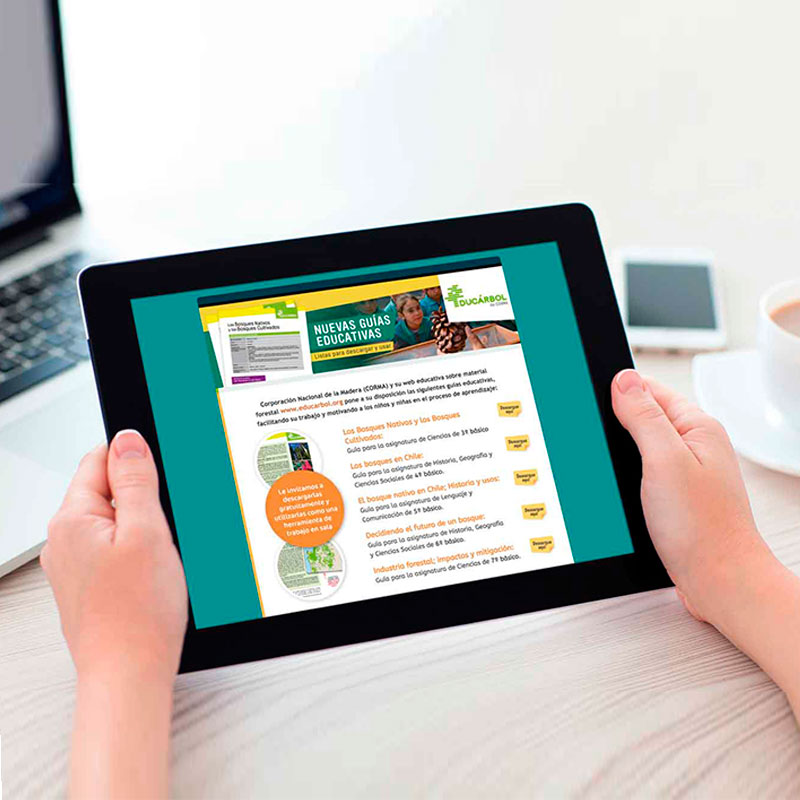 EDUCÁRBOL
de CORMA
Los Bosques Nativos
y los Bosques Cultivados
NUEVAS GUÍAS
EDUCATIVAS
Listas para descargar y usar
Corporación Nacional de la Madera (CORMA) y su web educativa sobre material
forestal www.educarbol.org pone a su disposición las siguientes guías educativas,
facilitando su trabajo y motivando a los niños y niñas en el proceso de aprendizaje:
Los Bosques Nativos y los Bosques
Cultivados:
Guía para la asignatura de Ciencias de 3º básico
Descargue
aquí
Los bosques en Chile:
Guía para la asignatura de Historia, Geografía y
Ciencias Sociales de 4º básico.
Descargue
aquí
El bosque nativo en Chile; Historia y usos:
Guía para la asignatura de Lenguaje y
Comunicación de 5º básico.
Descargue
aquí
Decidiendo el futuro de un bosque:
Guía para la asignatura de Historia, Geografía
y Ciencias Sociales de 6º básico.
Descargue
aquí
Industria forestal; impactos y mitigación:
Guía para la asignatura de Ciencias de 7º básico.
Descargue
aquí
Le invitamos a
descargarlas
gratuitamente y
utilizarlas como una
herramienta de
trabajo en sala